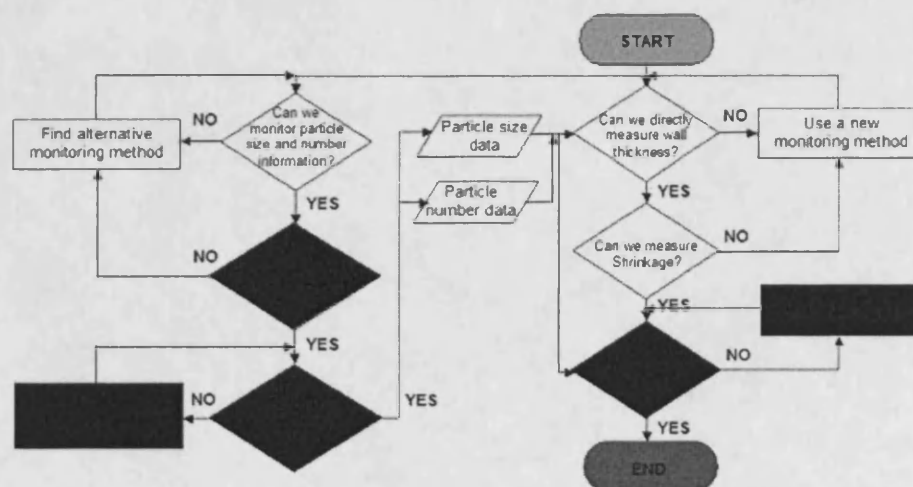 START
Can we
monitor particle
size and number
information?
NO
Find alternative
monitoring method
YES
NO
YES
NO
YES
Particle size
data
Particle
number data
Can we directly
measure wall
thickness?
NO
Use a new
monitoring method
YES
Can we measure
Shrinkage?
NO
YES
NO
YES
END